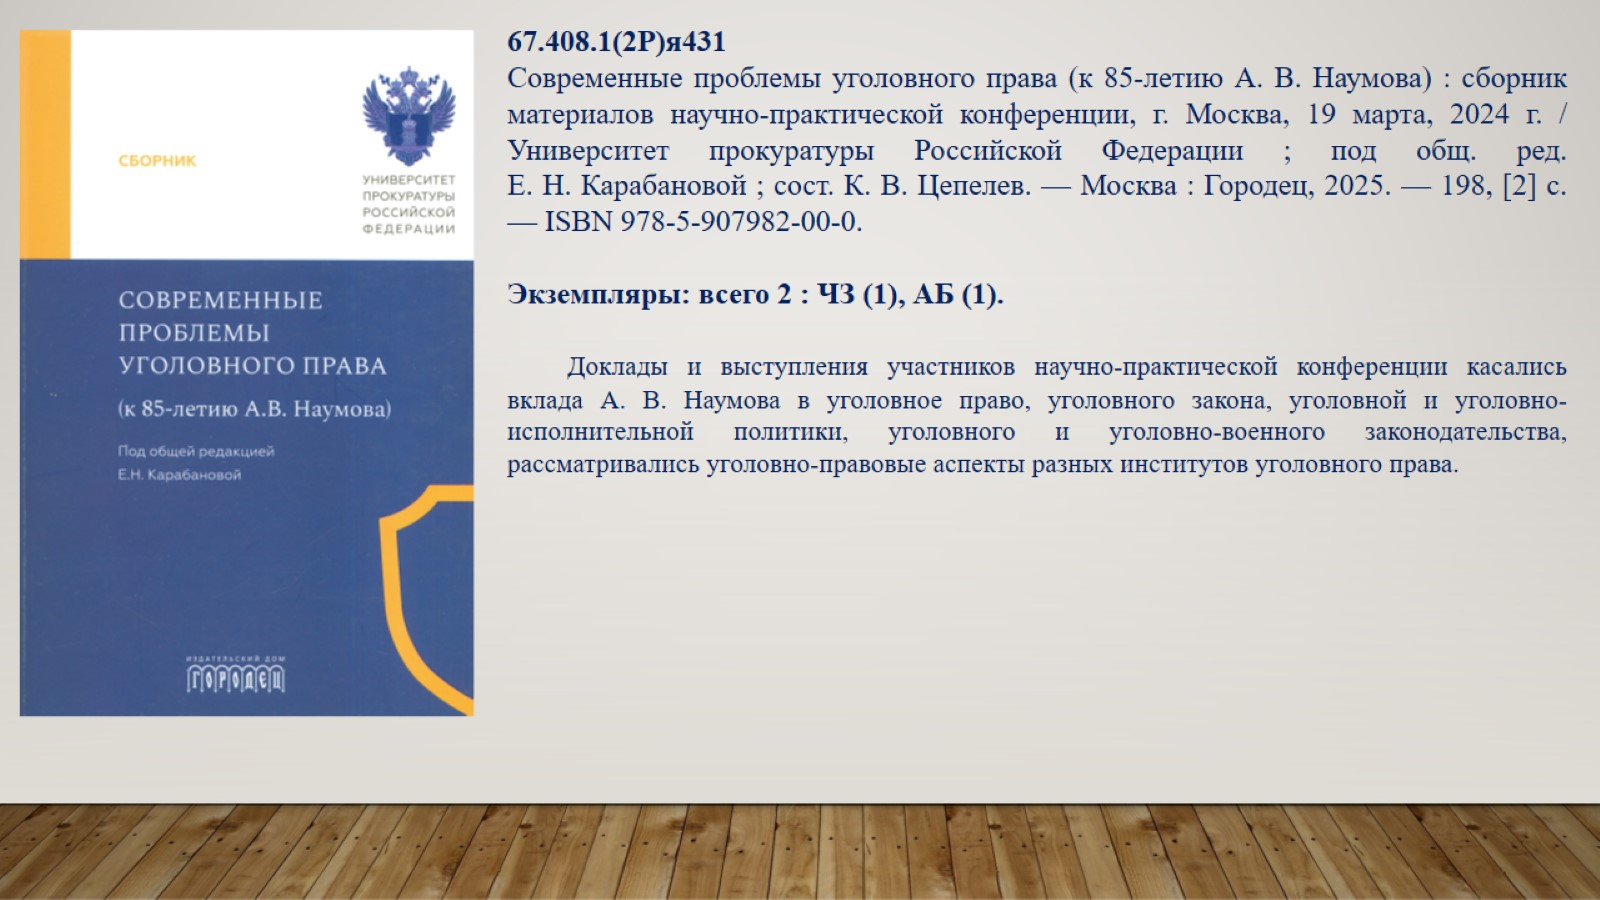 СБОРНИК
УНИВЕРСИТЕТ
ПРОКУРАТУРЫ
РОССИЙСКОЙ
ФЕДЕРАЦИИ
СОВРЕМЕННЫЕ
ПРОБЛЕМЫ
УГОЛОВНОГО ПРАВА
(к 85-летию А.В. Наумова)
Под общей редакцией
Е.Н. Карабановой
ИЗДАТЕЛЬСКИЙ ДОМ
ГОРОДЕЦ
67.408.1(2Р)я431
Современные проблемы уголовного права (к 85-летию А. В. Наумова) : сборник
материалов научно-практической конференции, г. Москва, 19 марта, 2024 г. /
Университет прокуратуры Российской Федерации ; под общ. ред.
Е. Н. Карабановой ; сост. К. В. Цепелев. — Москва : Городец, 2025. — 198, [2] с.
— ISBN 978-5-907982-00-0.
Экземпляры: всего 2 : ЧЗ (1), АБ (1).
Доклады и выступления участников научно-практической конференции касались
вклада А. В. Наумова в уголовное право, уголовного закона, уголовной и уголовно-
исполнительной политики, уголовного и уголовно-военного законодательства,
рассматривались уголовно-правовые аспекты разных институтов уголовного права.